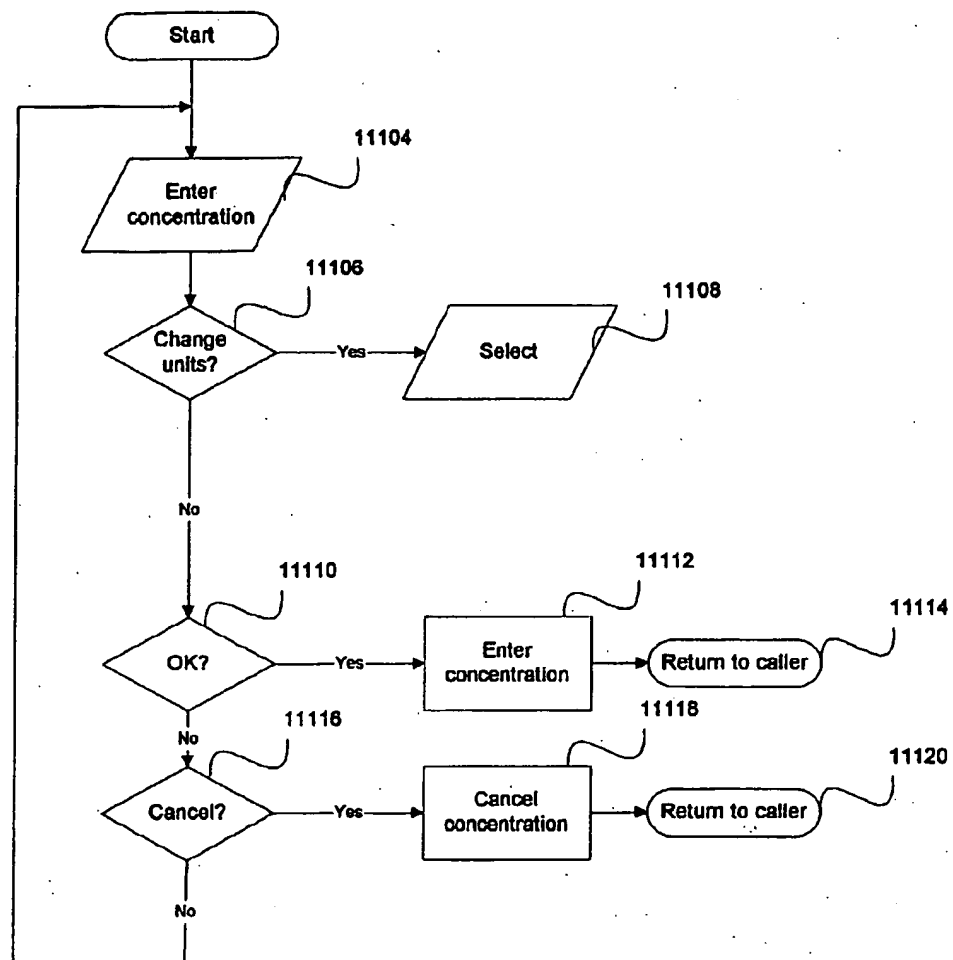 Start
11104
Enter
concentration
11106
Change
units?
Yes
11108
Select
No
11110
OK?
Yes
11112
Enter
concentration
11114
Return to caller
No
11116
Cancel?
Yes
11118
Cancel
concentration
11120
Return to caller
No